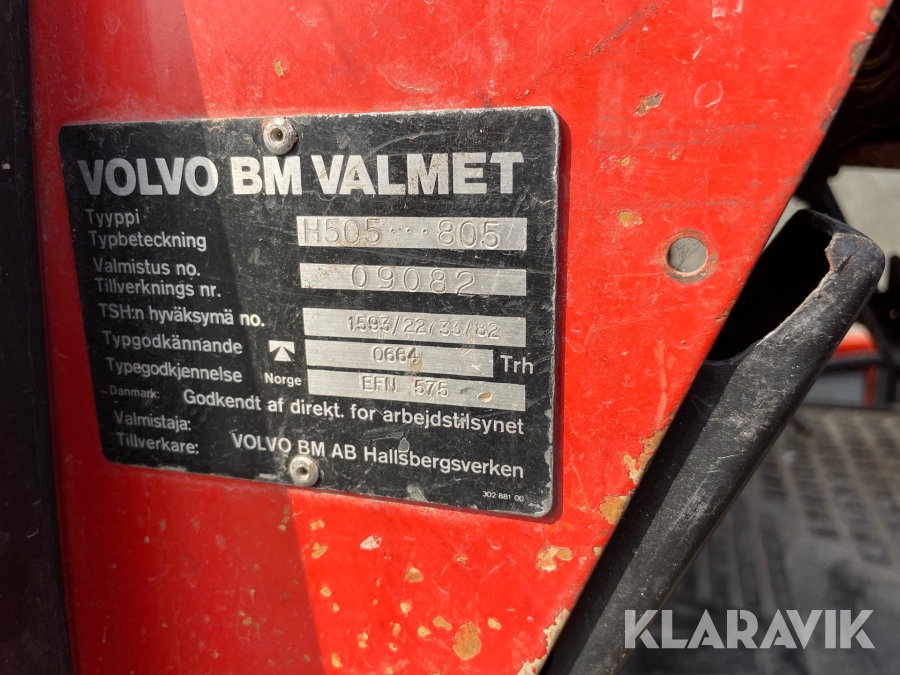 VOLVO BM VALMET
Tyyppi
Typbeteckning
H505 ··· 805
Valmistus no.
Tillverknings nr.
09082
TSH:n hyväksymä no.
1593/22/33/82
Typgodkännande
0664
Trh
Typegodkjennelse
Norge
EFN 575
Danmark: Godkendt af direkt. for arbejdstilsynet
Valmistaja:
Tillverkare:
VOLVO BM AB Hallsbergsverken
302 881 00
KLARAVIK